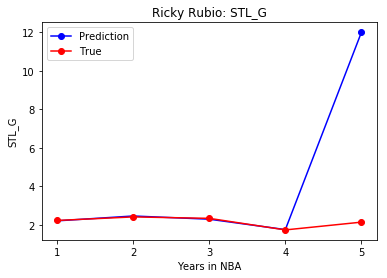 Ricky Rubio: STL_G
Prediction
True
12
10
8
6
4
2
STL_G
1 2 3 4 5
Years in NBA